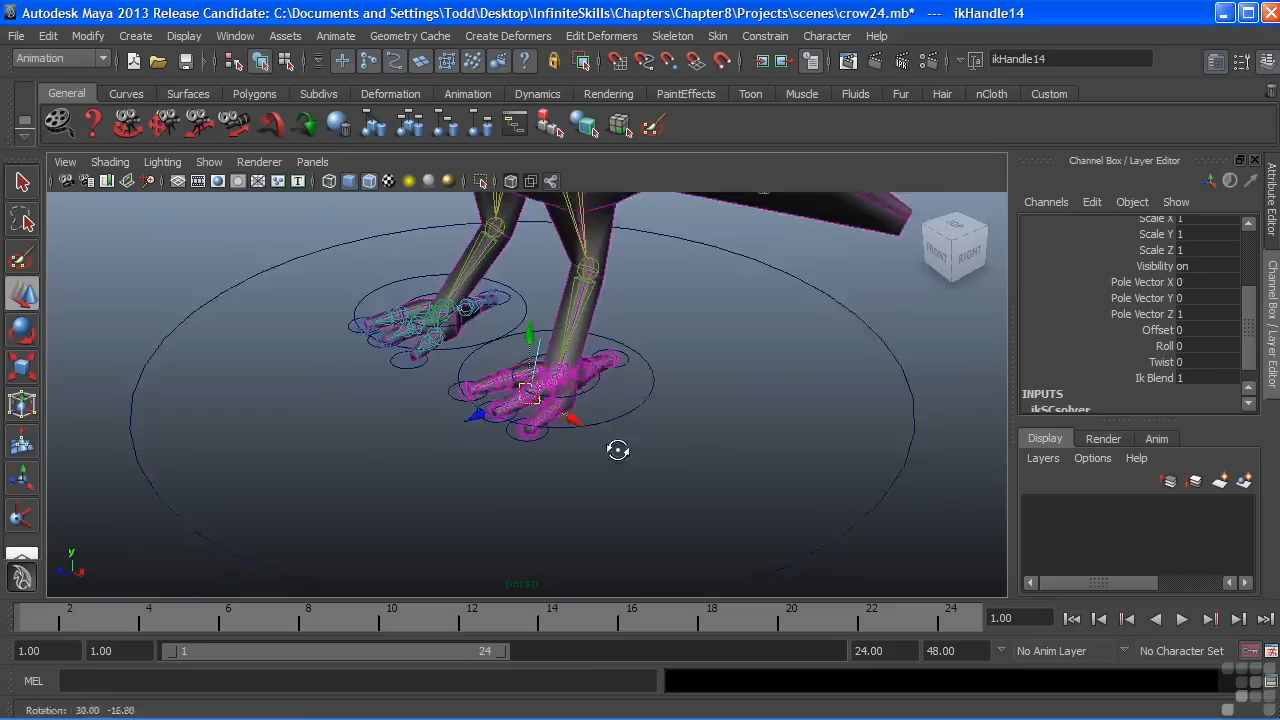 Autodesk Maya 2013 Release Candidate: C:\Documents and Settings\Todd\Desktop\InfiniteSkills\Chapters\Chapter8\Projects\scenes\crow24.mb* --- ikHandle14
File Edit Modify Create Display Window Assets Animate Geometry Cache Create Deformers Edit Deformers Skeleton Skin Constrain Character Help
Animation ikHandle14
General Curves Surfaces Polygons Subdivs Deformation Animation Dynamics Rendering PaintEffects Toon Muscle Fluids Fur Hair nCloth Custom
View Shading Lighting Show Renderer Panels
Channel Box / Layer Editor
Channels Edit Object Show
Scale X 1
Scale Y 1
Scale Z 1
Visibility on
Pole Vector X 0
Pole Vector Y 0
Pole Vector Z 1
Offset 0
Roll 0
Twist 0
Ik Blend 1
INPUTS
ikSCsolver
Attribute Editor
Channel Box / Layer Editor
TOP
FRONT
RIGHT
Display Render Anim
Layers Options Help
y
z x
persp
2 4 6 8 10 12 14 16 18 20 22 24
1.00
1.00 1.00 1 24 24.00 48.00 No Anim Layer No Character Set
MEL
Rotation: 30.00 -16.80